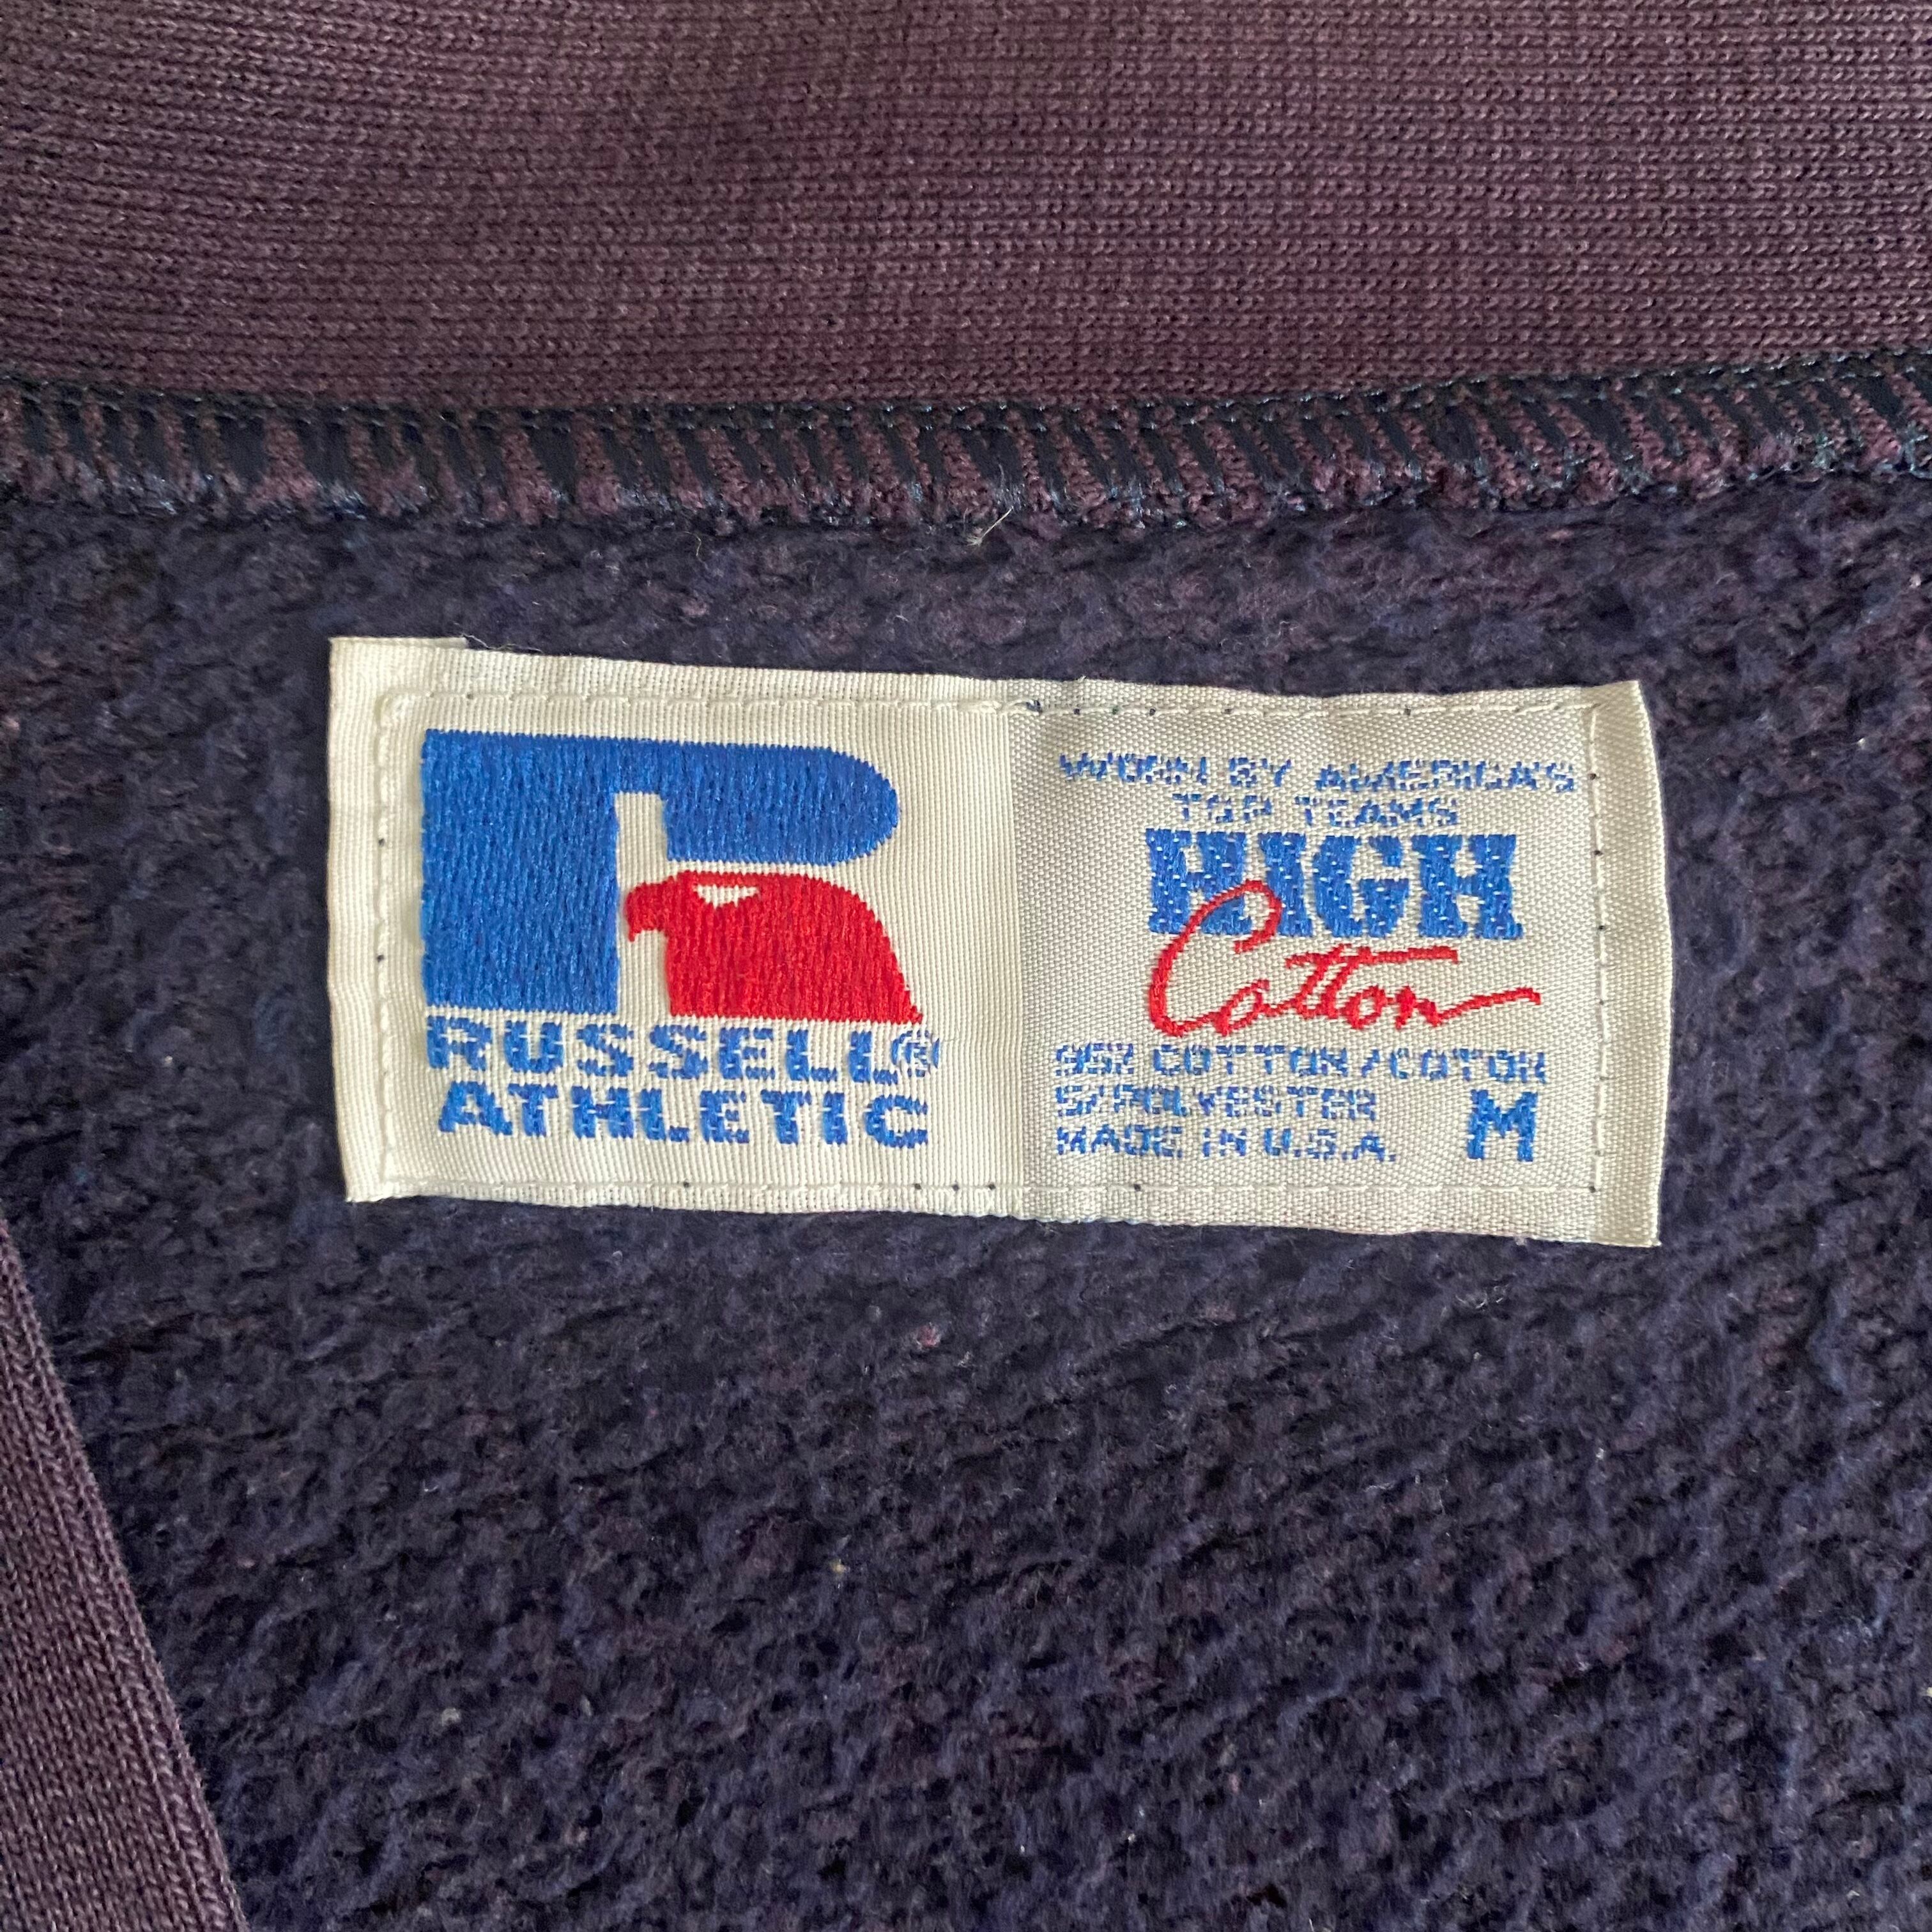 R
RUSSELL®
ATHLETIC
WORN BY AMERICA'S
TOP TEAMS
HIGH
Cotton
95% COTTON/COTON
5%POLYESTER
MADE IN U.S.A. M